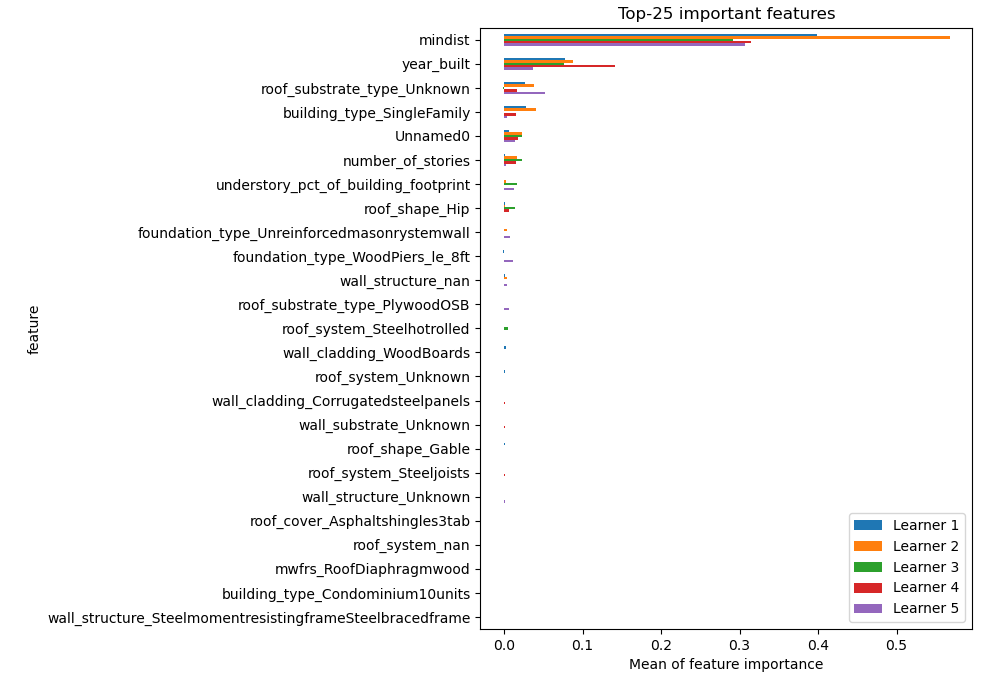 Top-25 important features
feature
mindist
year_built
roof_substrate_type_Unknown
building_type_SingleFamily
Unnamed0
number_of_stories
understory_pct_of_building_footprint
roof_shape_Hip
foundation_type_Unreinforcedmasonrystemwall
foundation_type_WoodPiers_le_8ft
wall_structure_nan
roof_substrate_type_PlywoodOSB
roof_system_Steelhotrolled
wall_cladding_WoodBoards
roof_system_Unknown
wall_cladding_Corrugatedsteelpanels
wall_substrate_Unknown
roof_shape_Gable
roof_system_Steeljoists
wall_structure_Unknown
roof_cover_Asphaltshingles3tab
roof_system_nan
mwfrs_RoofDiaphragmwood
building_type_Condominium10units
wall_structure_SteelmomentresistingframeSteelbracedframe
Learner 1
Learner 2
Learner 3
Learner 4
Learner 5
0.0 0.1 0.2 0.3 0.4 0.5
Mean of feature importance